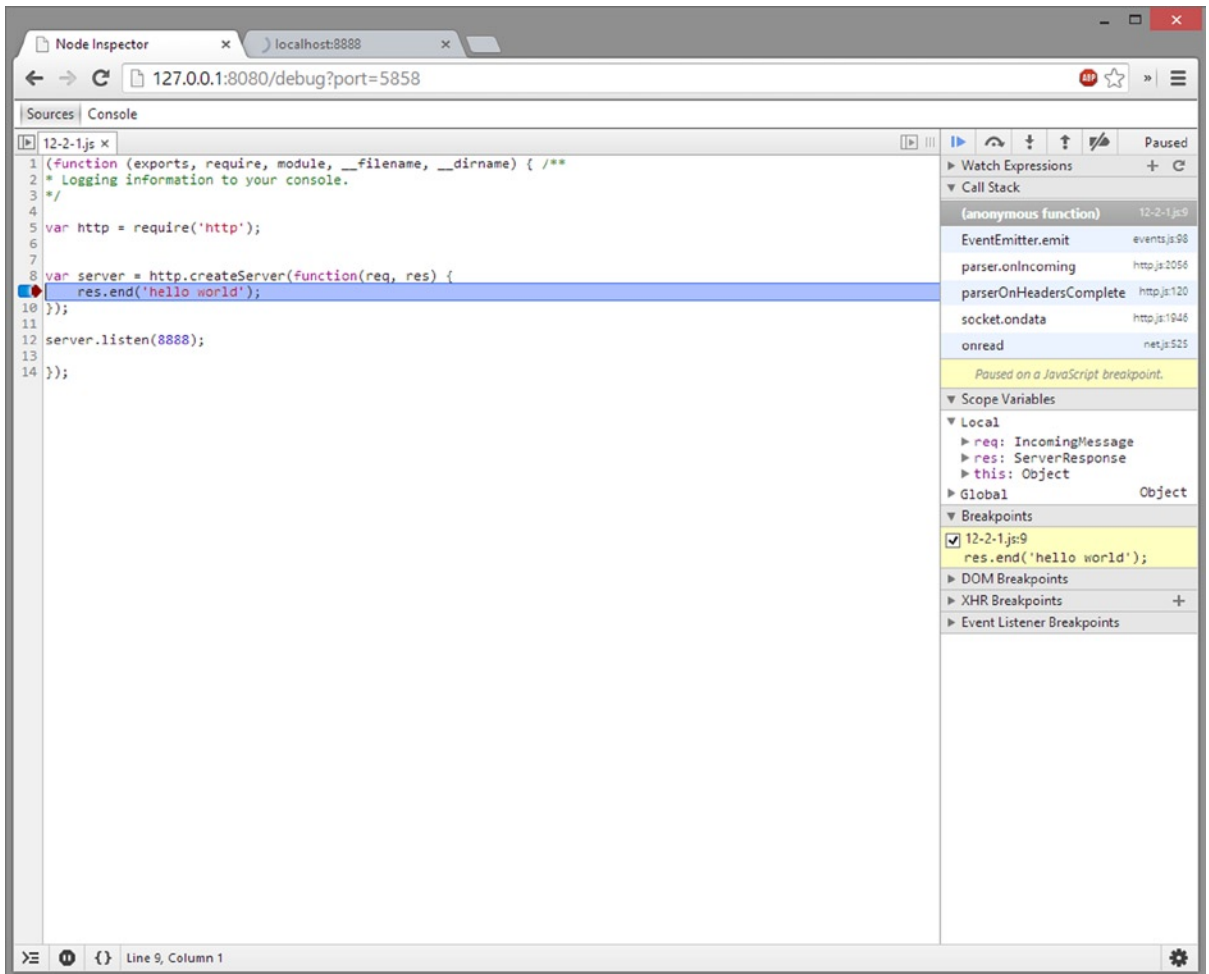 Node Inspector
localhost:8888
127.0.0.1:8080/debug?port=5858
ABP
Sources Console
12-2-1.js
Paused
1 (function (exports, require, module, __filename, __dirname) { /**
2 * Logging information to your console.
3 */
4
5 var http = require('http');
6
7
8 var server = http.createServer(function(req, res) {
res.end('hello world');
10 });
11
12 server.listen(8888);
13
14 });
Watch Expressions
Call Stack
(anonymous function) 12-2-1.js:9
EventEmitter.emit events.js:98
parser.onIncoming http.js:2056
parserOnHeadersComplete http.js:120
socket.ondata http.js:1946
onread net.js:525
Paused on a JavaScript breakpoint.
Scope Variables
Local
req: IncomingMessage
res: ServerResponse
this: Object
Global Object
Breakpoints
12-2-1.js:9
res.end('hello world');
DOM Breakpoints
XHR Breakpoints
Event Listener Breakpoints
{} Line 9, Column 1